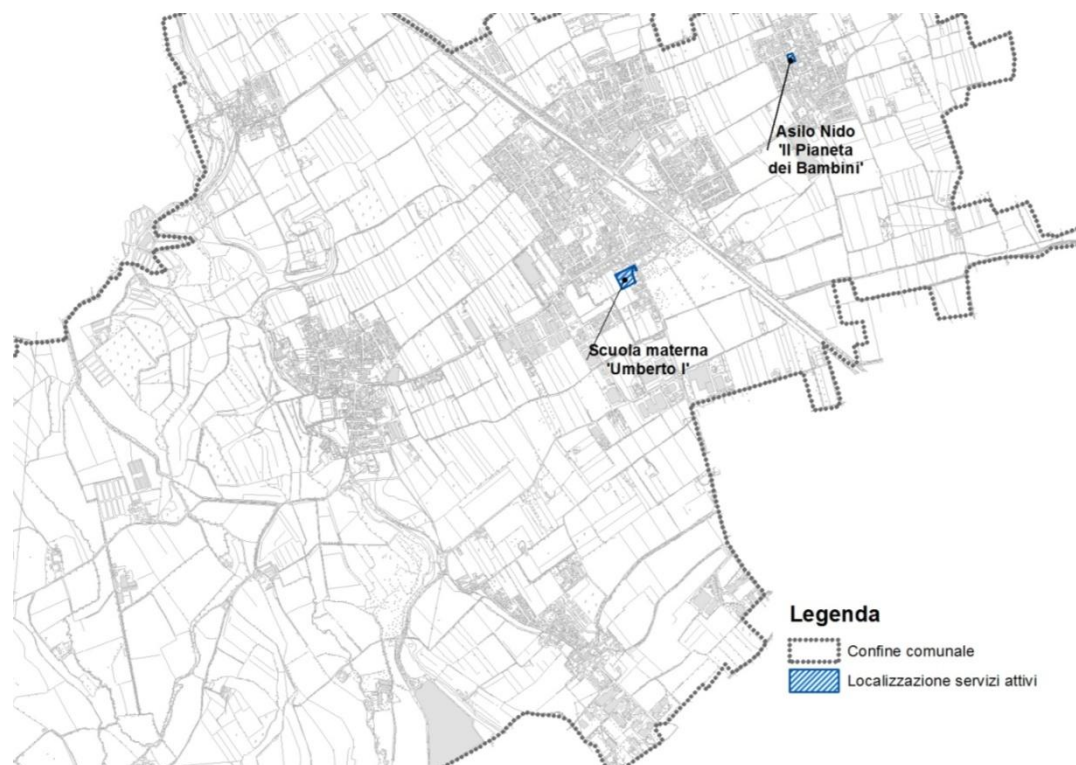 Asilo Nido
'Il Pianeta
dei Bambini'
Scuola materna
'Umberto I'
Legenda
Confine comunale
Localizzazione servizi attivi